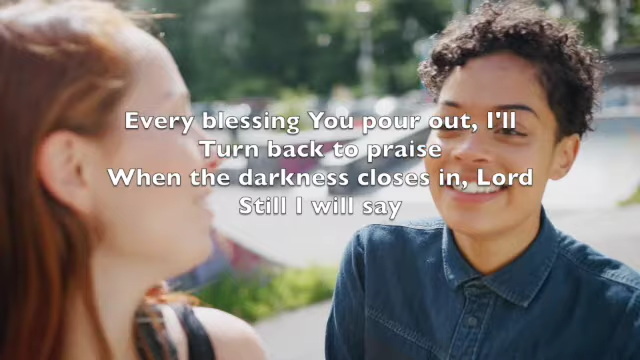 Every blessing You pour out, I'll
Turn back to praise
When the darkness closes in, Lord
Still I will say